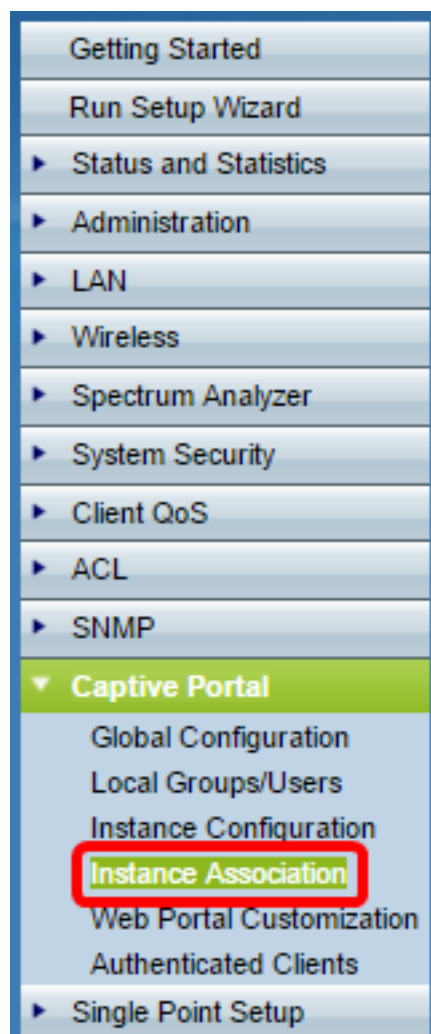 Getting Started
Run Setup Wizard
Status and Statistics
Administration
LAN
Wireless
Spectrum Analyzer
System Security
Client QoS
ACL
SNMP
Captive Portal
Global Configuration
Local Groups/Users
Instance Configuration
Instance Association
Web Portal Customization
Authenticated Clients
Single Point Setup